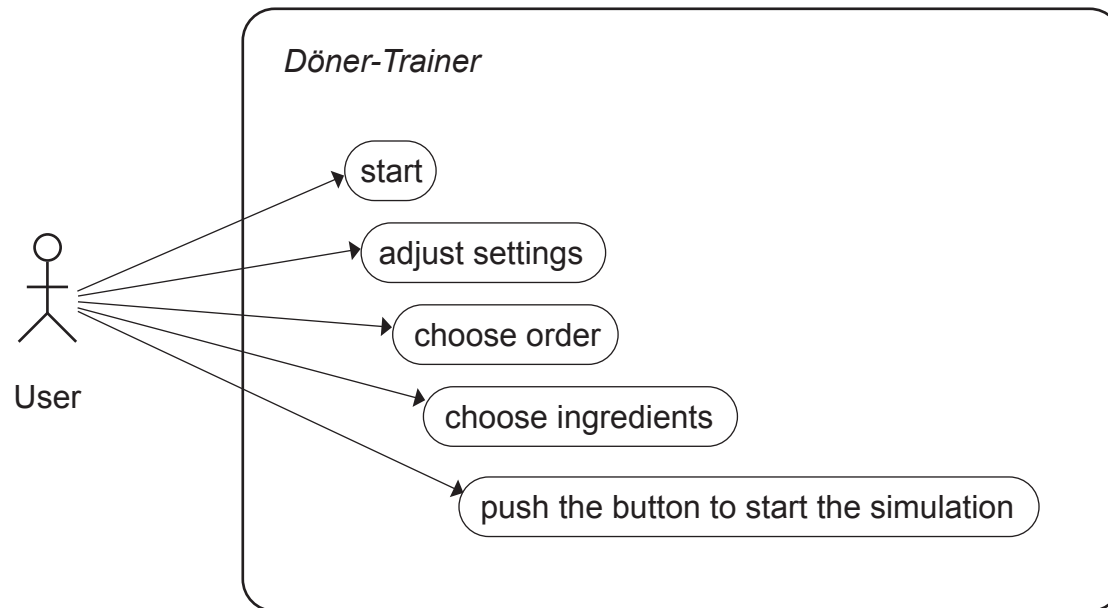 Döner-Trainer
start
adjust settings
choose order
choose ingredients
User
push the button to start the simulation